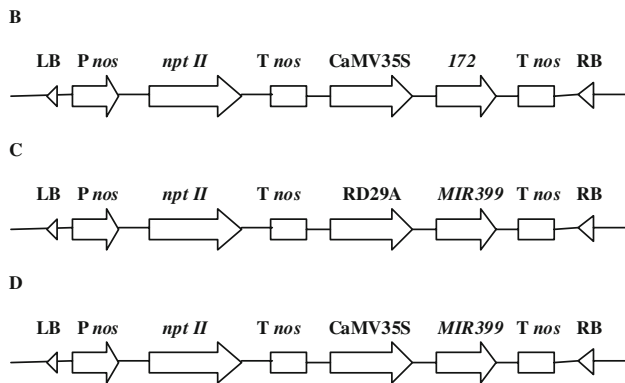 B
LB P nos npt II T nos CaMV35S 172 T nos RB
C
LB P nos npt II T nos RD29A MIR399 T nos RB
D
LB P nos npt II T nos CaMV35S MIR399 T nos RB